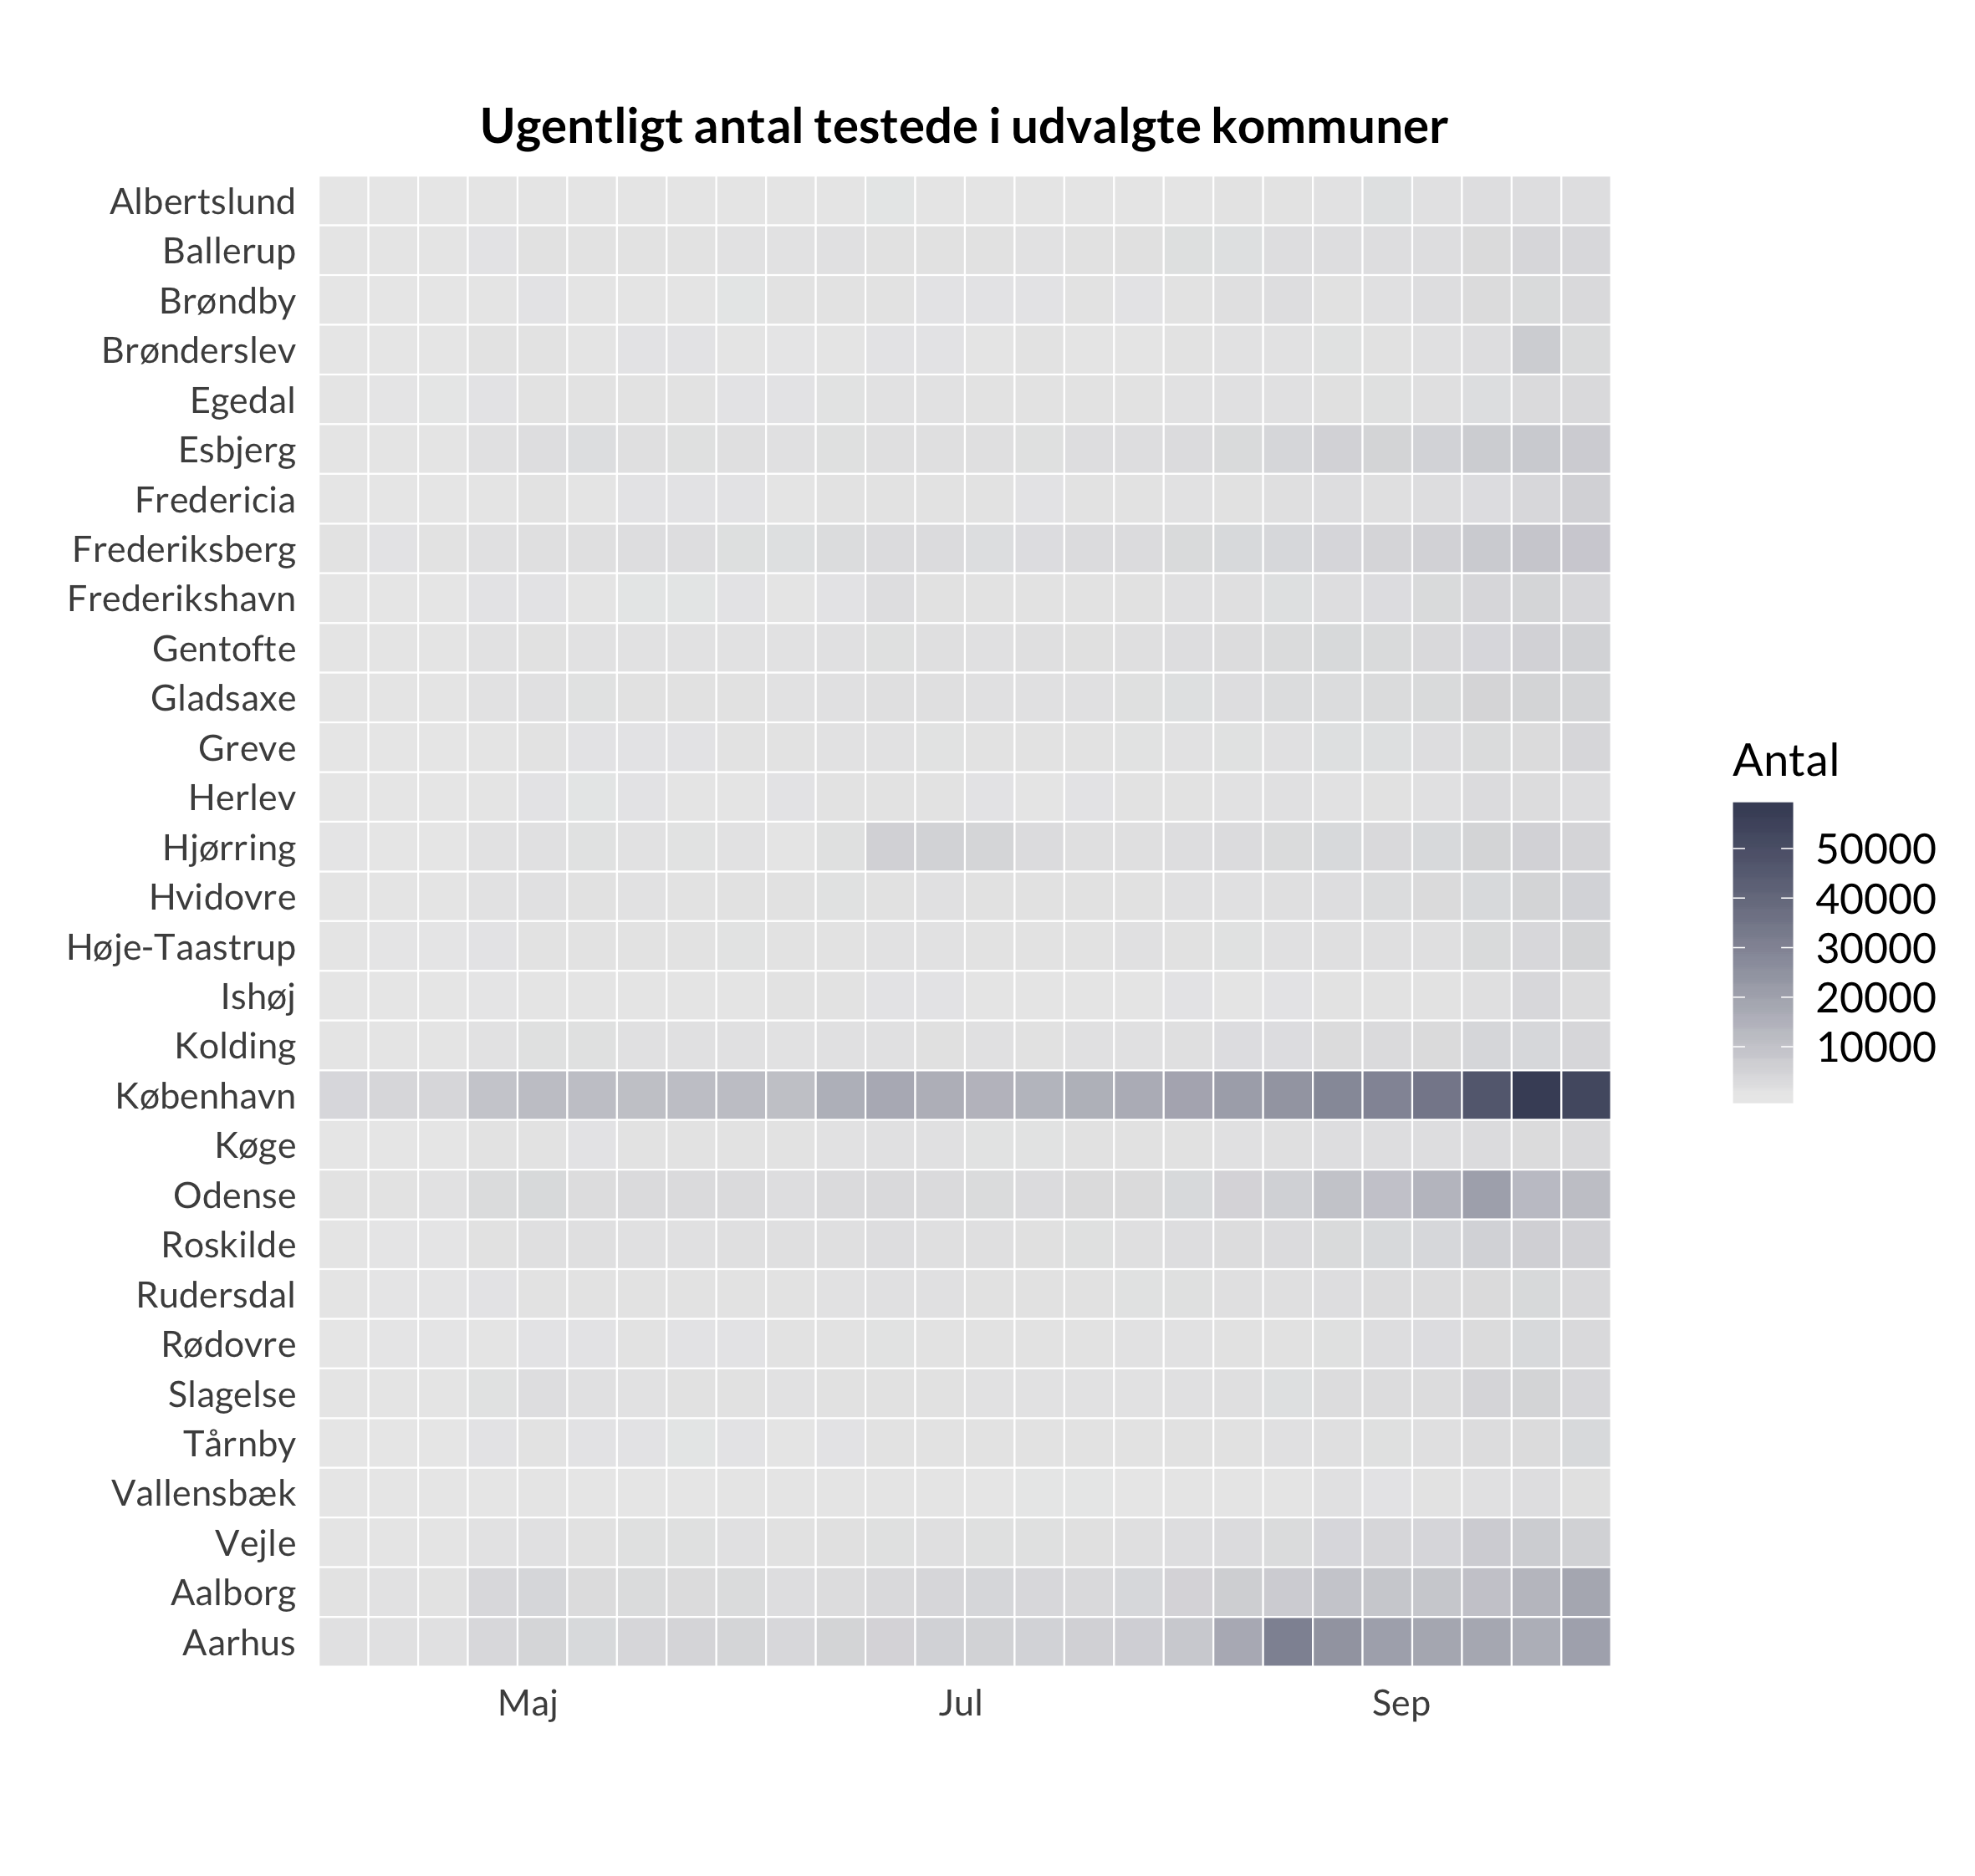 Ugentligt antal testede i udvalgte kommuner
Albertslund
Ballerup
Brøndby
Brønderslev
Egedal
Esbjerg
Fredericia
Frederiksberg
Frederikshavn
Gentofte
Gladsaxe
Greve
Herlev
Hjørring
Hvidovre
Høje-Taastrup
Ishøj
Kolding
København
Køge
Odense
Roskilde
Rudersdal
Rødovre
Slagelse
Tårnby
Vallensbæk
Vejle
Aalborg
Aarhus
Maj
Jul
Sep
Antal
50000
40000
30000
20000
10000